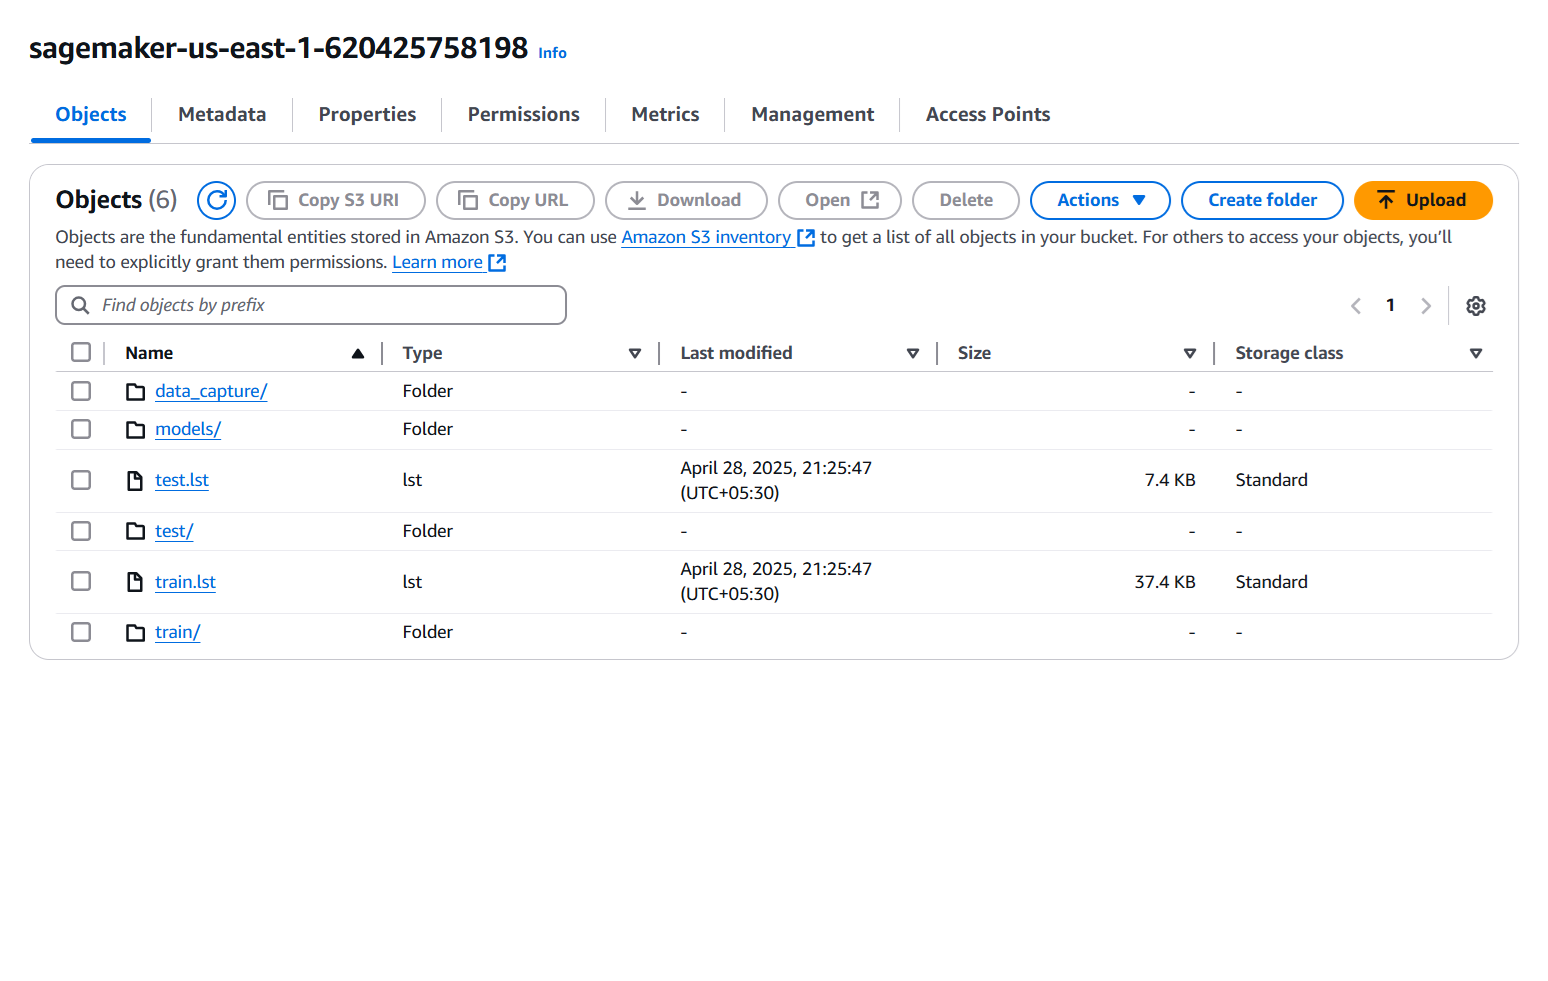 sagemaker-us-east-1-620425758198 Info
Objects Metadata Properties Permissions Metrics Management Access Points
Objects (6) Copy S3 URI Copy URL Download Open Delete Actions Create folder Upload
Objects are the fundamental entities stored in Amazon S3. You can use Amazon S3 inventory to get a list of all objects in your bucket. For others to access your objects, you'll
need to explicitly grant them permissions. Learn more
Find objects by prefix 1
Name Type Last modified Size Storage class
data_capture/ Folder - - -
models/ Folder - - -
test.lst lst April 28, 2025, 21:25:47 7.4 KB Standard
(UTC+05:30)
test/ Folder - - -
train.lst lst April 28, 2025, 21:25:47 37.4 KB Standard
(UTC+05:30)
train/ Folder - - -